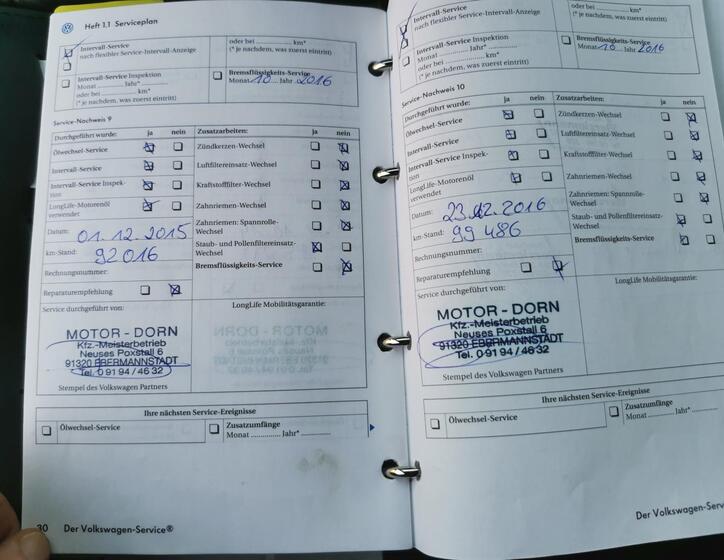 Heft 1.1 Serviceplan
Intervall-Service
nach flexibler Service-Intervall-Anzeige
oder bei .................. km*
(* je nachdem, was zuerst eintritt)
Intervall-Service Inspektion
Monat .............. Jahr* ..............
oder bei .................. km*
(* je nachdem, was zuerst eintritt)
Bremsflüssigkeits-Service
Monat 10 Jahr 2016
Service-Nachweis 9
Durchgeführt wurde: ja nein Zusatzarbeiten: ja nein
Ölwechsel-Service
Zündkerzen-Wechsel
Intervall-Service
Luftfiltereinsatz-Wechsel
Intervall-Service Inspek-
tion
Kraftstofffilter-Wechsel
LongLife-Motorenöl
verwendet
Zahnriemen-Wechsel
Datum: 01.12.2015
Zahnriemen: Spannrolle-
Wechsel
km-Stand: 92016
Staub- und Pollenfiltereinsatz-
Wechsel
Rechnungsnummer:
Bremsflüssigkeits-Service
Reparaturempfehlung
Service durchgeführt von:
LongLife Mobilitätsgarantie:
MOTOR - DORN
Kfz.-Meisterbetrieb
Neuses Poxstall 6
91320 EBERMANNSTADT
Tel. 0 91 94 / 46 32
Stempel des Volkswagen Partners
Ihre nächsten Service-Ereignisse
Ölwechsel-Service
Zusatzumfänge
Monat .............. Jahr* ..............
30 Der Volkswagen-Service®
Intervall-Service
nach flexibler Service-Intervall-Anzeige
oder bei .................. km*
(* je nachdem, was zuerst eintritt)
Intervall-Service Inspektion
Monat .............. Jahr* ..............
oder bei .................. km*
(* je nachdem, was zuerst eintritt)
Bremsflüssigkeits-Service
Monat 10 Jahr 2016
Service-Nachweis 10
Durchgeführt wurde: ja nein Zusatzarbeiten: ja nein
Ölwechsel-Service
Zündkerzen-Wechsel
Intervall-Service
Luftfiltereinsatz-Wechsel
Intervall-Service Inspek-
tion
Kraftstofffilter-Wechsel
LongLife-Motorenöl
verwendet
Zahnriemen-Wechsel
Datum: 23.12.2016
Zahnriemen: Spannrolle-
Wechsel
km-Stand: 99 486
Staub- und Pollenfiltereinsatz-
Wechsel
Rechnungsnummer:
Bremsflüssigkeits-Service
Reparaturempfehlung
Service durchgeführt von:
LongLife Mobilitätsgarantie:
MOTOR - DORN
Kfz.-Meisterbetrieb
Neuses Poxstall 6
91320 EBERMANNSTADT
Tel. 0 91 94 / 46 32
Stempel des Volkswagen Partners
Ihre nächsten Service-Ereignisse
Ölwechsel-Service
Zusatzumfänge
Monat .............. Jahr* ..............
Der Volkswagen-Serv